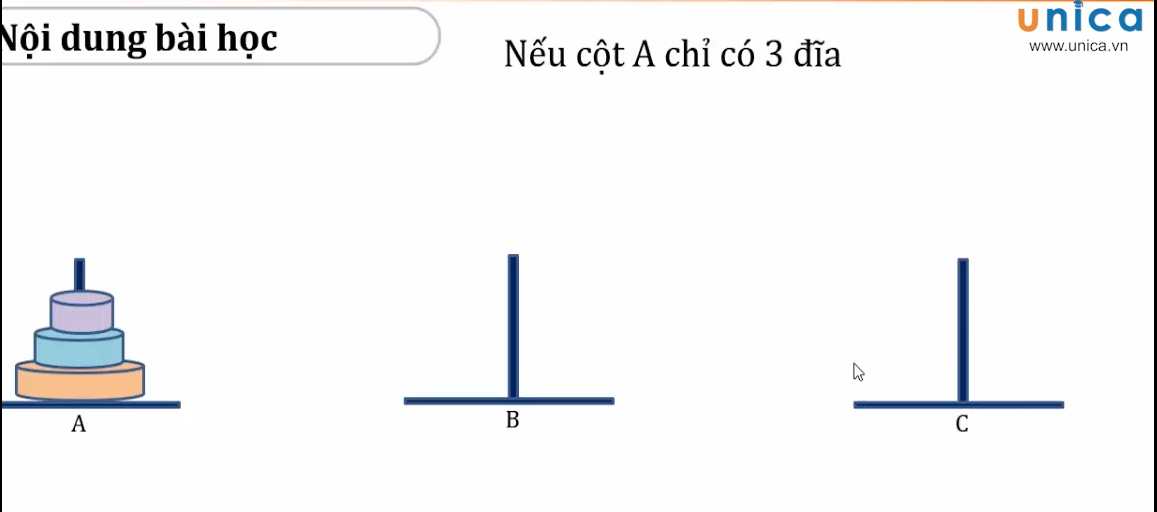 Nội dung bài học
Nếu cột A chỉ có 3 đĩa
unica
www.unica.vn
A
B
C